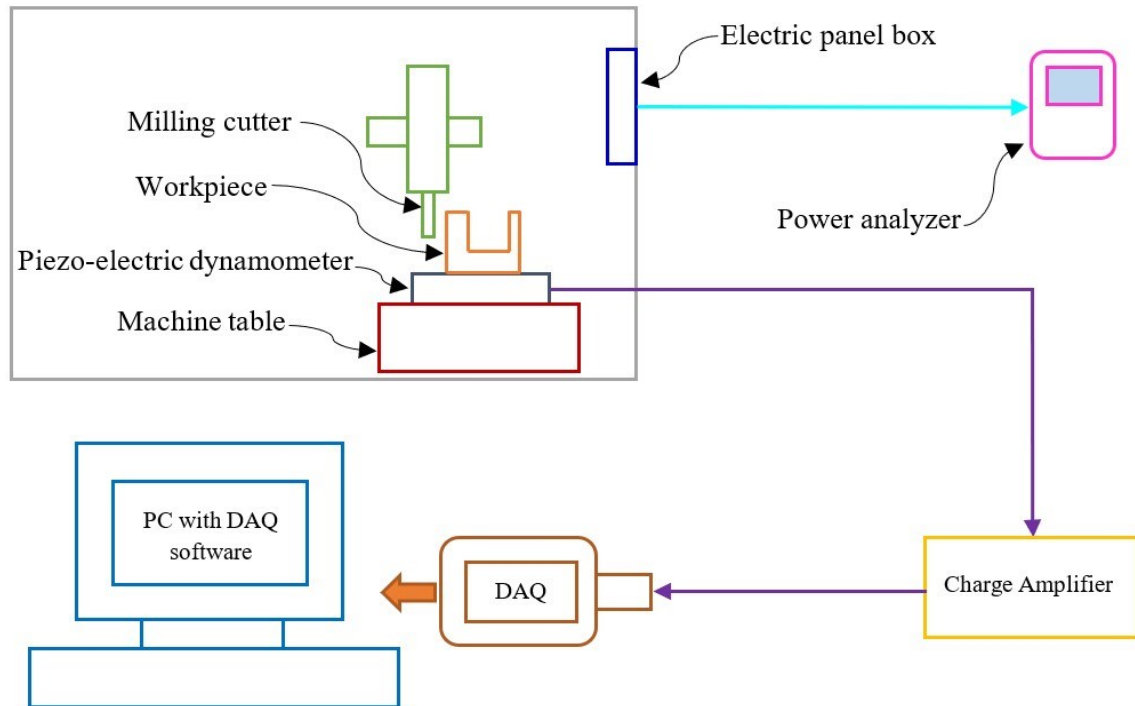 Electric panel box
Milling cutter
Workpiece
Power analyzer
Piezo-electric dynamometer
Machine table
PC with DAQ
software
DAQ
Charge Amplifier